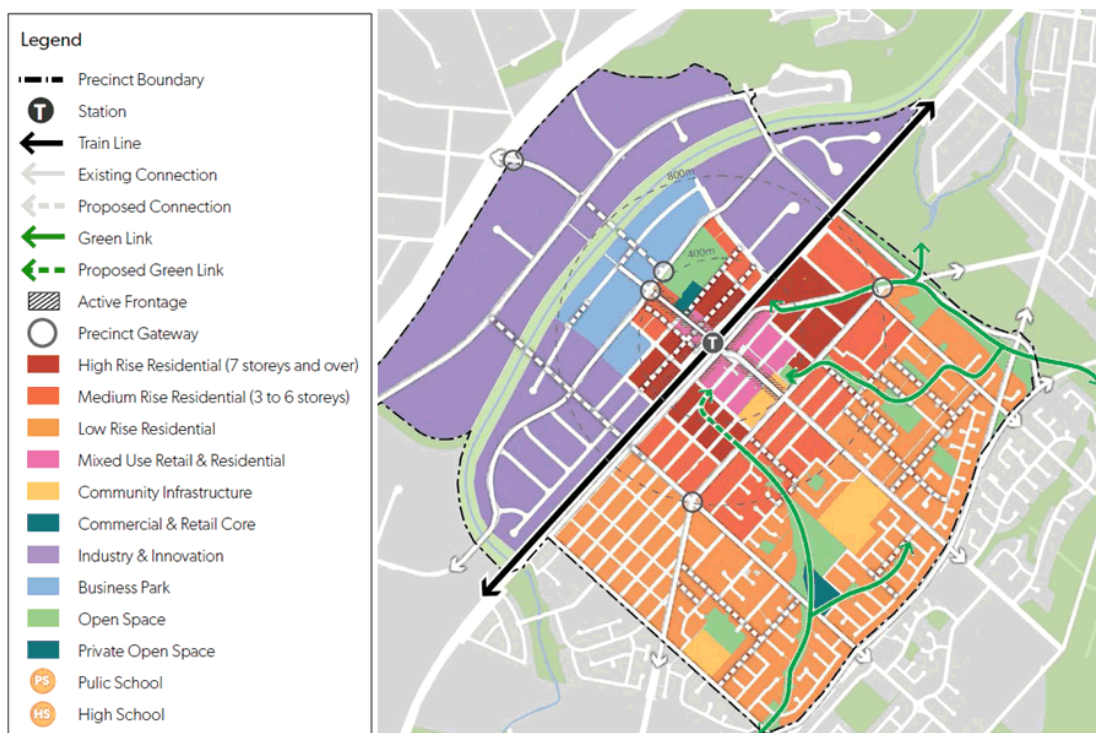 Legend
Precinct Boundary
T
Station
Train Line
Existing Connection
Proposed Connection
Green Link
Proposed Green Link
Active Frontage
Precinct Gateway
High Rise Residential (7 storeys and over)
Medium Rise Residential (3 to 6 storeys)
Low Rise Residential
Mixed Use Retail & Residential
Community Infrastructure
Commercial & Retail Core
Industry & Innovation
Business Park
Open Space
Private Open Space
PS
Pulic School
HS
High School
800m
400m
T